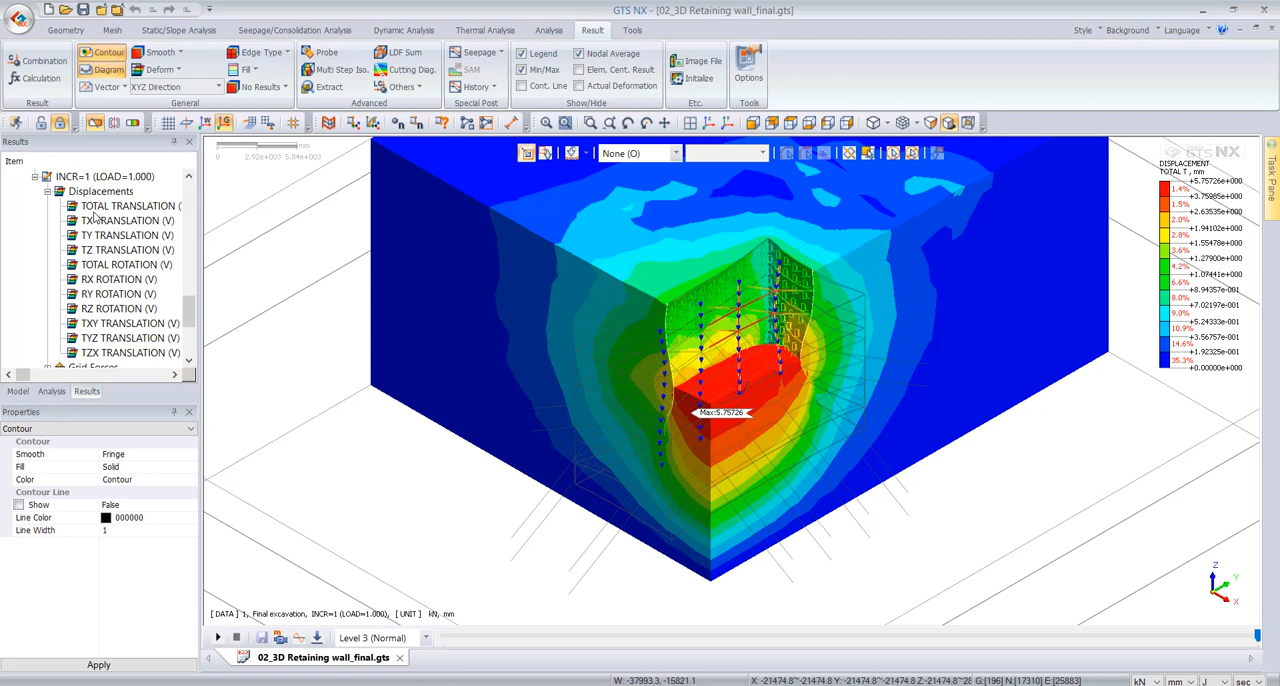 GTS NX - [02_3D Retaining wall_final.gts]
Geometry Mesh Static/Slope Analysis Seepage/Consolidation Analysis Dynamic Analysis Thermal Analysis Analysis Result Tools Style Background Language
Combination Contour Smooth Edge Type Probe LDF Sum Seepage Legend Nodal Average Image File
Calculation Diagram Deform Fill Multi Step Iso. Cutting Diag. SAM Min/Max Elem. Cent. Result Initialize Options
Vector XYZ Direction No Results Extract Others History Cont. Line Actual Deformation
Result General Advanced Special Post Show/Hide Etc. Tools
Results
Item
INCR=1 (LOAD=1.000)
Displacements
TOTAL TRANSLATION (
TX TRANSLATION (V)
TY TRANSLATION (V)
TZ TRANSLATION (V)
TOTAL ROTATION (V)
RX ROTATION (V)
RY ROTATION (V)
RZ ROTATION (V)
TXY TRANSLATION (V)
TYZ TRANSLATION (V)
TZX TRANSLATION (V)
Grid Forces
Model Analysis Results
Properties
Contour
Contour
Smooth Fringe
Fill Solid
Color Contour
Contour Line
Show False
Line Color 000000
Line Width 1
Apply
0 2.92e+003 5.84e+003 mm
None (O)
GTS NX
DISPLACEMENT
TOTAL T , mm
+5.75726e+000
1.4%
+3.75985e+000
1.5%
+2.63535e+000
2.0%
+1.94102e+000
2.8%
+1.55478e+000
3.6%
+1.27900e+000
4.2%
+1.07441e+000
6.6%
+8.94357e-001
8.0%
+7.02197e-001
9.0%
+5.24333e-001
10.9%
+3.56757e-001
14.6%
+1.92325e-001
35.3%
+0.00000e+000
Task Pane
Max:5.75726
Z
Y
X
[ DATA ] 1, Final excavation, INCR=1 (LOAD=1.000), [ UNIT ] kN, mm
Level 3 (Normal)
02_3D Retaining wall_final.gts
W: -37993.3, -15821.1 X: -21474.8~-21474.8 Y: -21474.8~-21474.8 Z:-21474.8~-2 G:[196] N:[17310] E:[25883] kN mm J sec